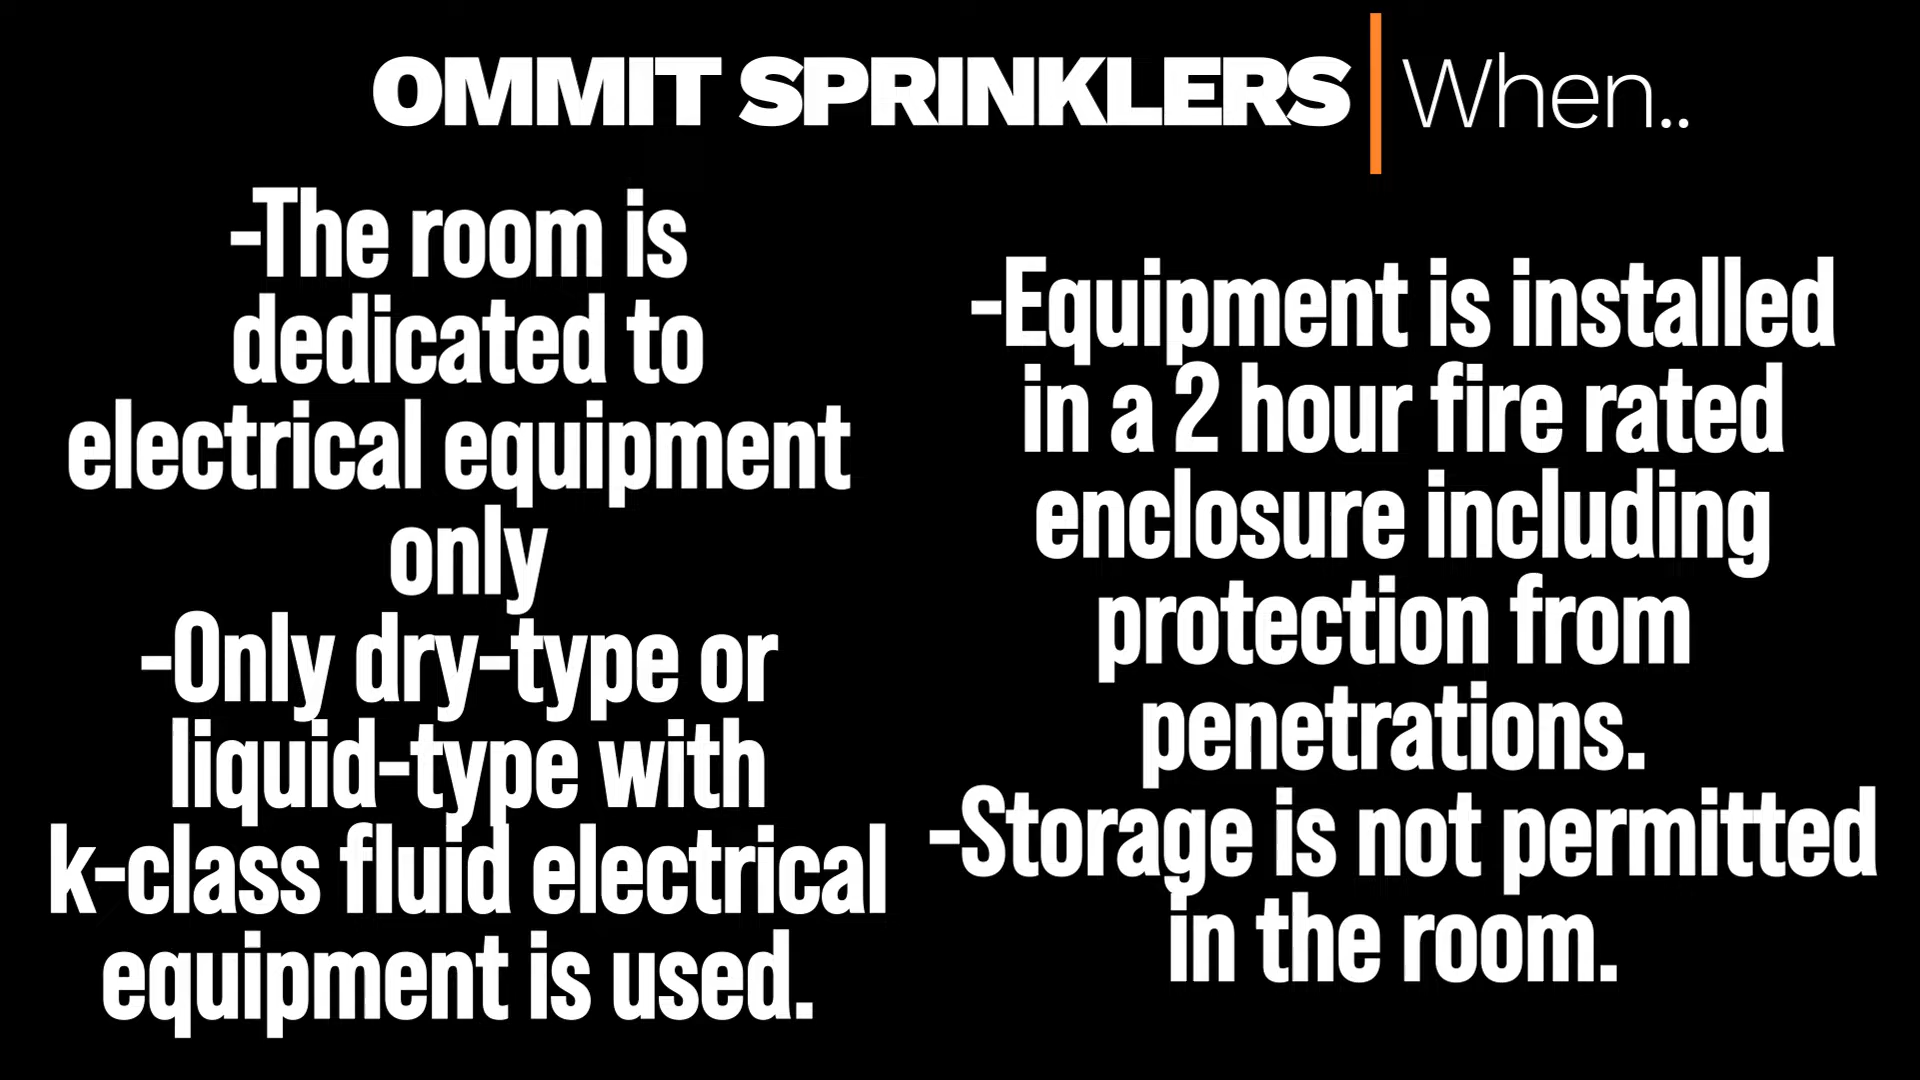 OMMIT SPRINKLERS When..
-The room is
dedicated to
electrical equipment
only
-Only dry-type or
liquid-type with
k-class fluid electrical
equipment is used.
-Equipment is installed
in a 2 hour fire rated
enclosure including
protection from
penetrations.
-Storage is not permitted
in the room.